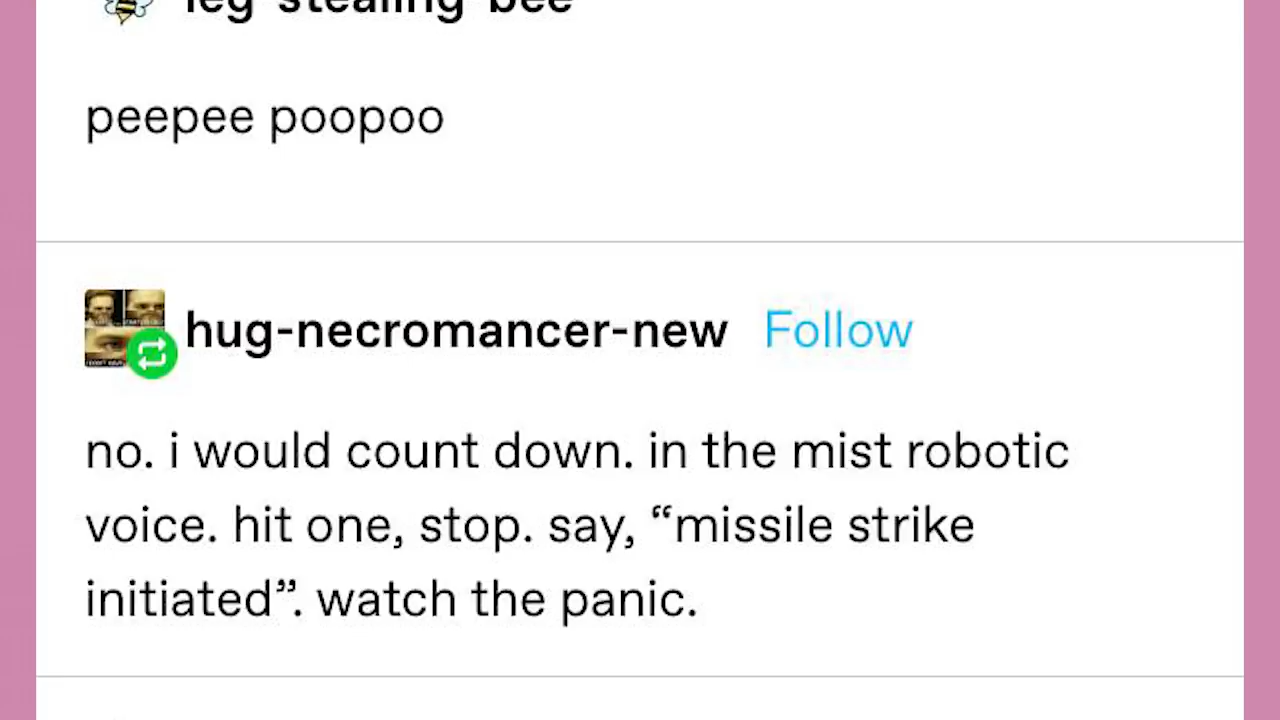 leg-stealing-bee
peepee poopoo
hug-necromancer-new Follow
no. i would count down. in the mist robotic
voice. hit one, stop. say, “missile strike
initiated”. watch the panic.